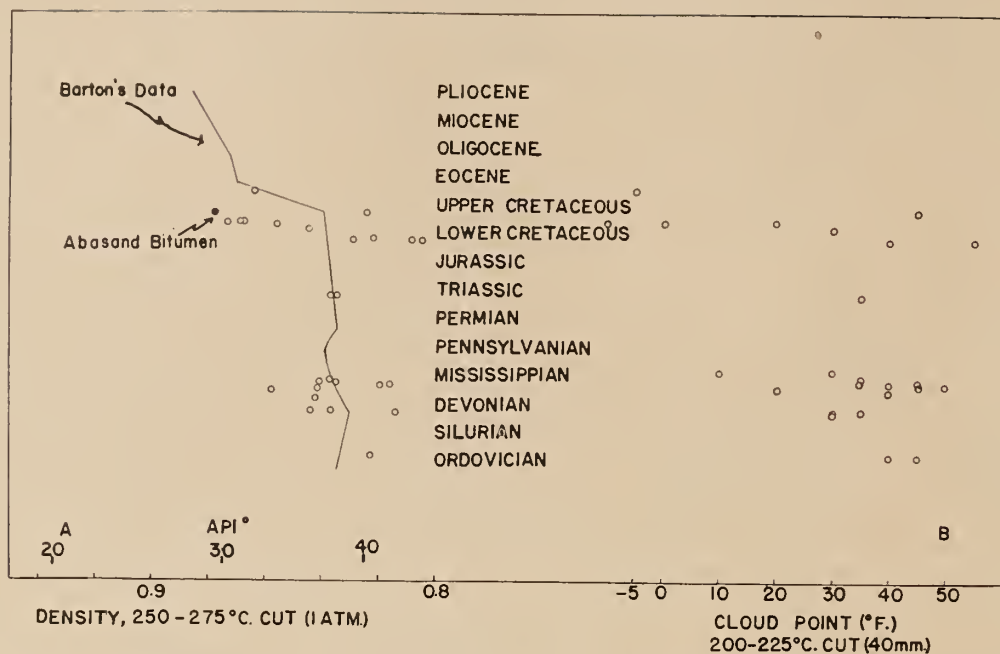 Barton's Data
Abasand Bitumen
PLIOCENE
MIOCENE
OLIGOCENE
EOCENE
UPPER CRETACEOUS
LOWER CRETACEOUS
JURASSIC
TRIASSIC
PERMIAN
PENNSYLVANIAN
MISSISSIPPIAN
DEVONIAN
SILURIAN
ORDOVICIAN
A
API°
B
20 30 40
0.9 0.8
DENSITY, 250-275°C. CUT (1 ATM.)
-5 0 10 20 30 40 50
CLOUD POINT (°F.)
200-225°C. CUT (40mm.)